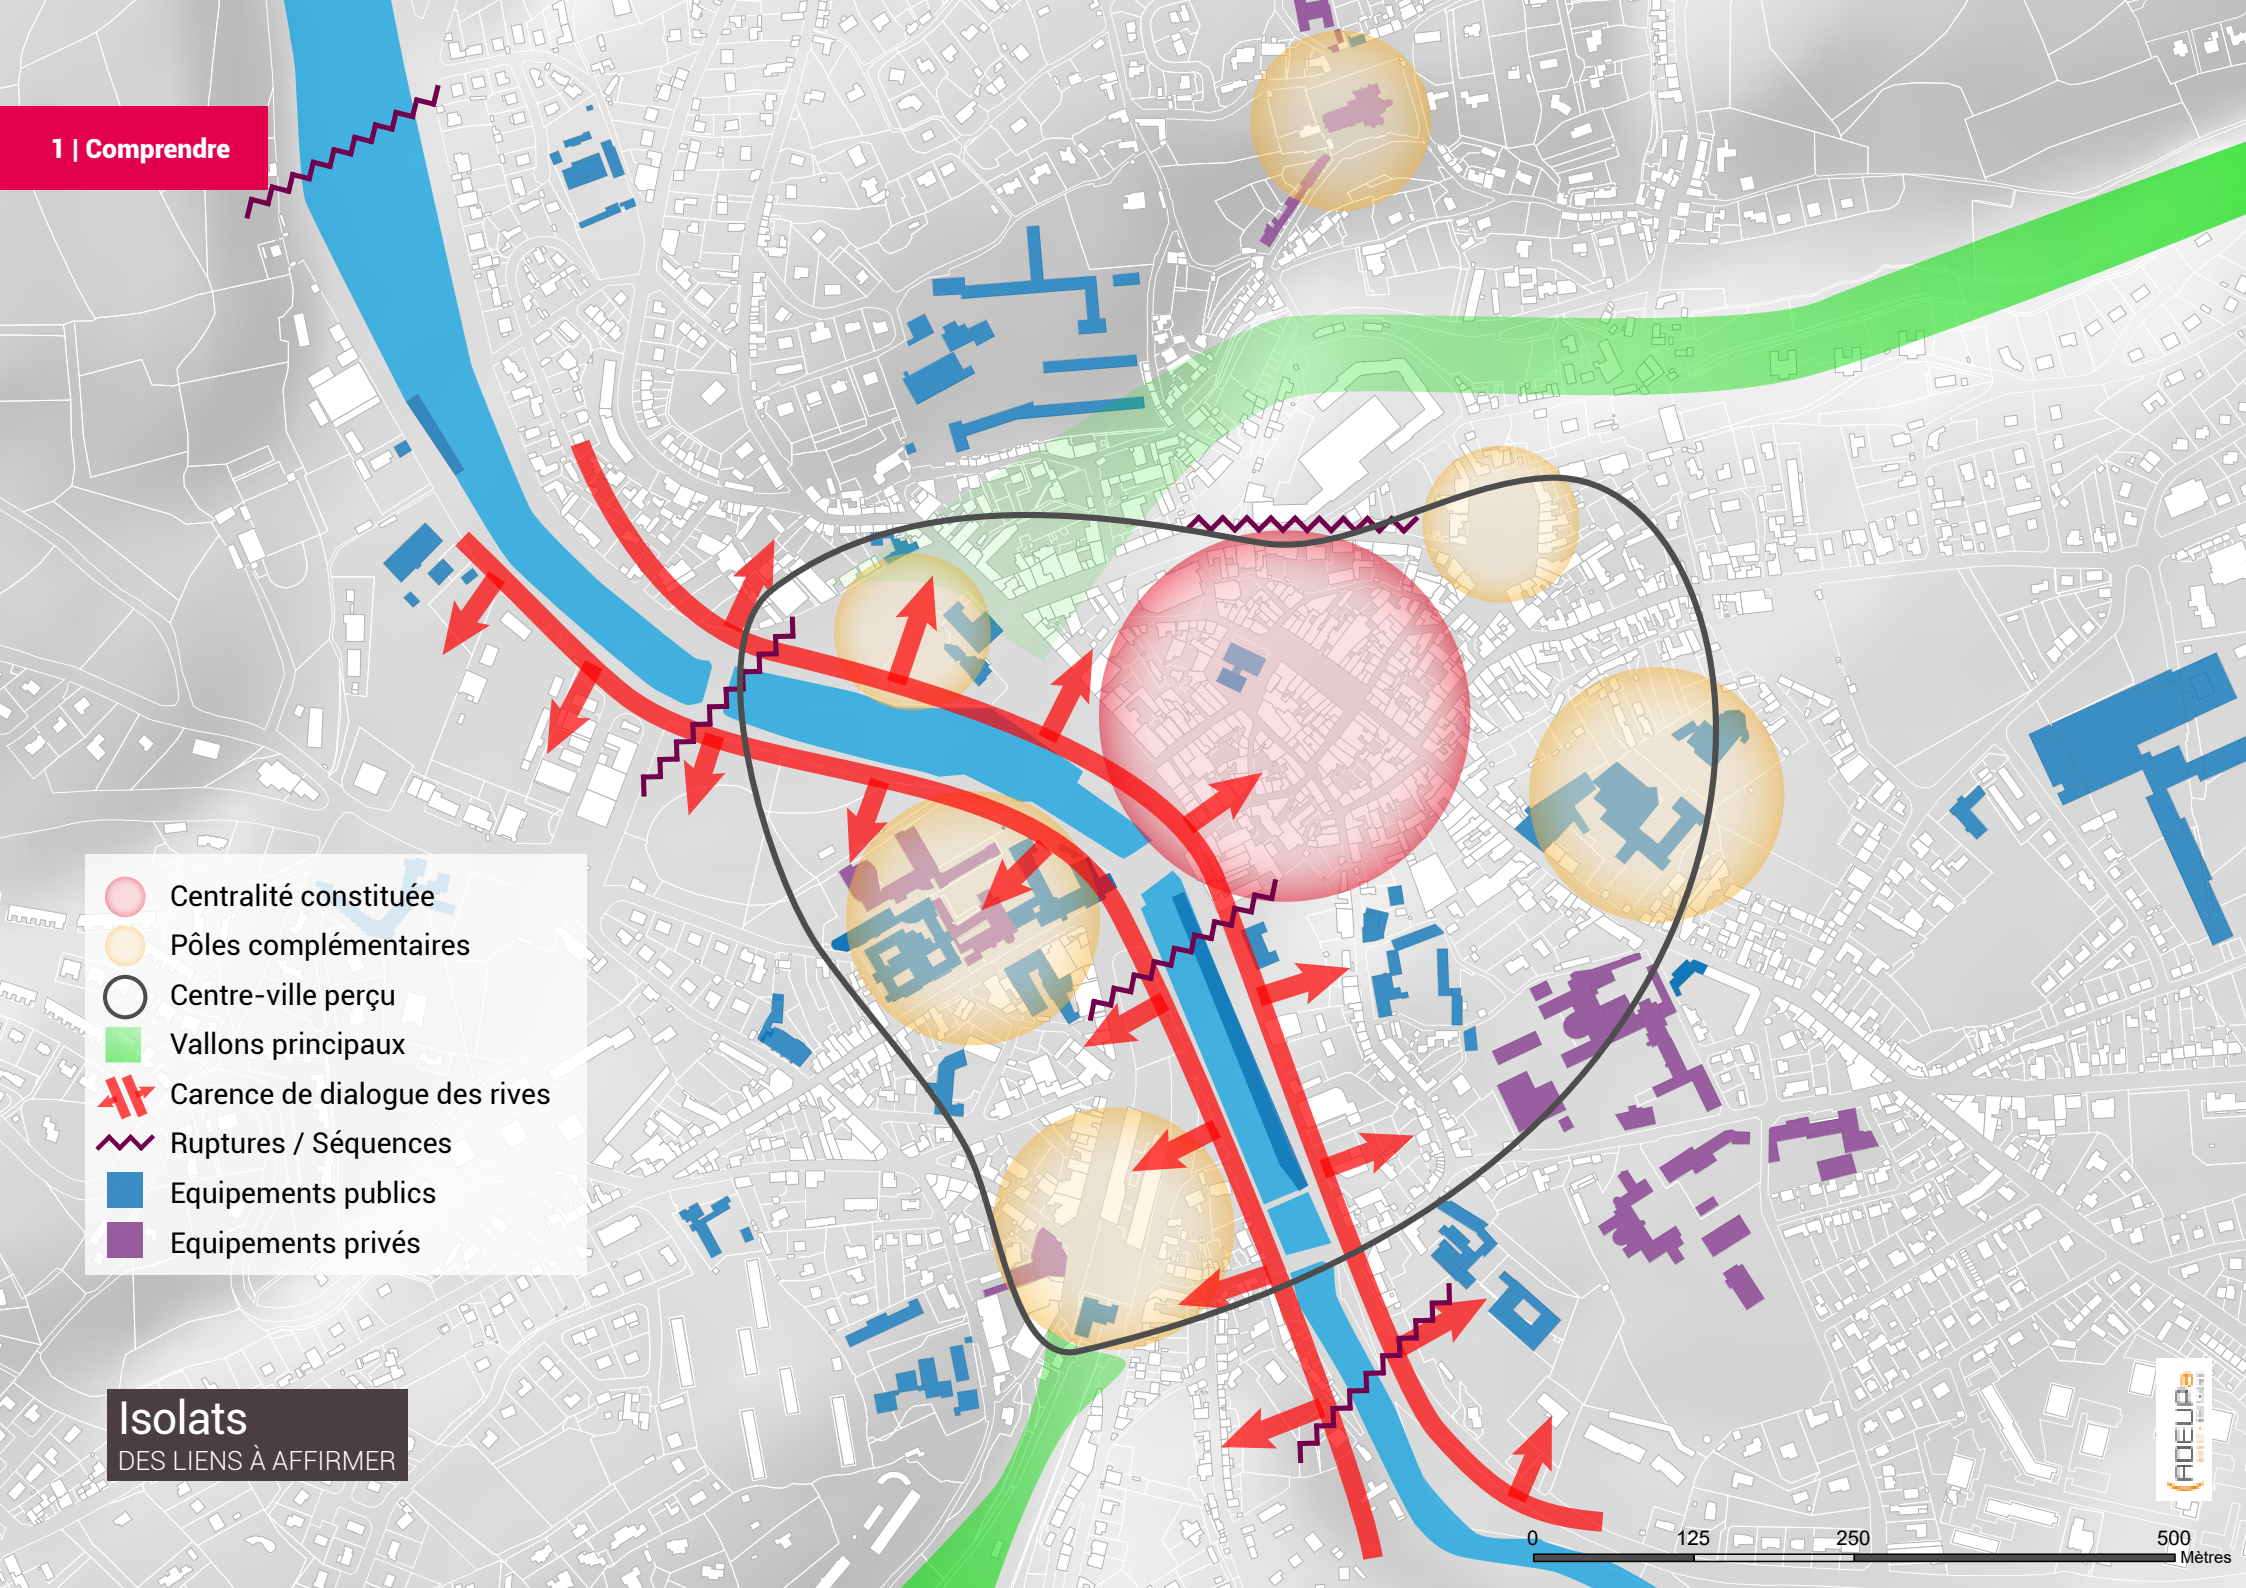 1 | Comprendre
Centralité constituée
Pôles complémentaires
Centre-ville perçu
Vallons principaux
Carence de dialogue des rives
Ruptures / Séquences
Equipements publics
Equipements privés
Isolats
DES LIENS À AFFIRMER
ADEUPa
0 125 250 500
Mètres